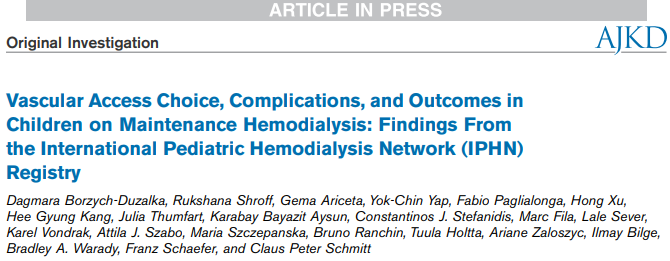 ARTICLE IN PRESS
Original Investigation
AJKD
Vascular Access Choice, Complications, and Outcomes in
Children on Maintenance Hemodialysis: Findings From
the International Pediatric Hemodialysis Network (IPHN)
Registry
Dagmara Borzych-Duzalka, Rukshana Shroff, Gema Ariceta, Yok-Chin Yap, Fabio Paglialonga, Hong Xu,
Hee Gyung Kang, Julia Thumfart, Karabay Bayazit Aysun, Constantinos J. Stefanidis, Marc Fila, Lale Sever,
Karel Vondrak, Attila J. Szabo, Maria Szczepanska, Bruno Ranchin, Tuula Holtta, Ariane Zaloszyc, Ilmay Bilge,
Bradley A. Warady, Franz Schaefer, and Claus Peter Schmitt